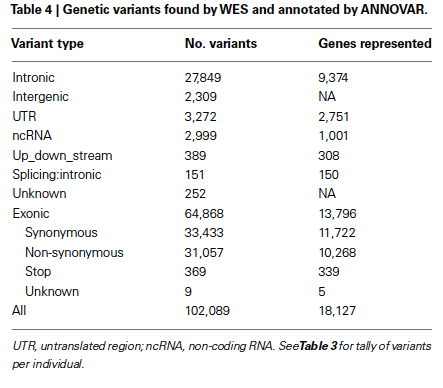 Table 4 | Genetic variants found by WES and annotated by ANNOVAR.
Variant type No. variants Genes represented
Intronic 27,849 9,374
Intergenic 2,309 NA
UTR 3,272 2,751
ncRNA 2,999 1,001
Up_down_stream 389 308
Splicing:intronic 151 150
Unknown 252 NA
Exonic 64,868 13,796
Synonymous 33,433 11,722
Non-synonymous 31,057 10,268
Stop 369 339
Unknown 9 5
All 102,089 18,127
UTR, untranslated region; ncRNA, non-coding RNA. See Table 3 for tally of variants
per individual.